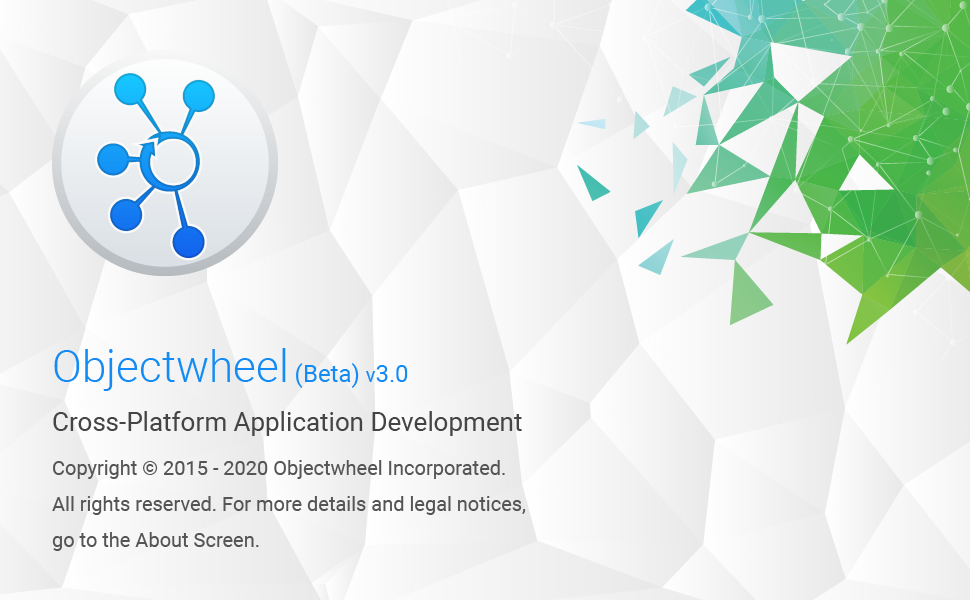 Objectwheel (Beta) v3.0
Cross-Platform Application Development
Copyright © 2015 - 2020 Objectwheel Incorporated.
All rights reserved. For more details and legal notices,
go to the About Screen.